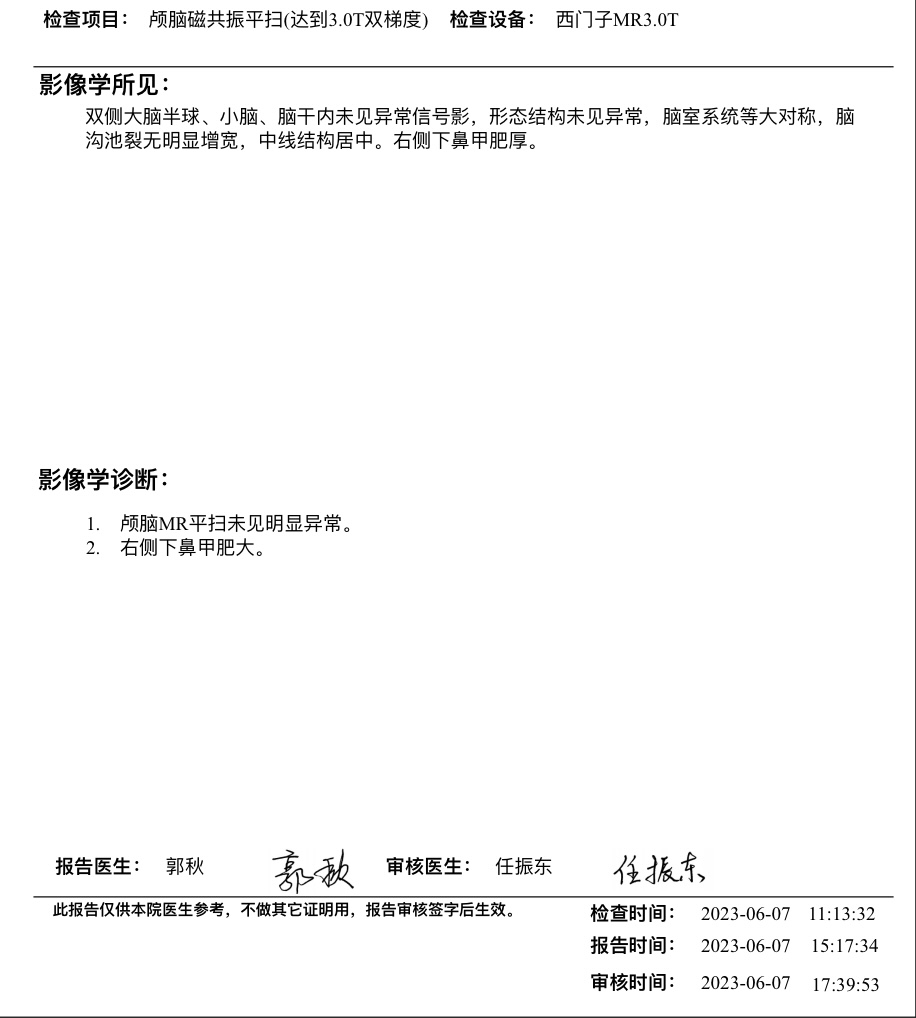 检查项目： 颅脑磁共振平扫(达到3.0T双梯度) 检查设备： 西门子MR3.0T
影像学所见：
双侧大脑半球、小脑、脑干内未见异常信号影，形态结构未见异常，脑室系统等大对称，脑
沟池裂无明显增宽，中线结构居中。右侧下鼻甲肥厚。
影像学诊断：
1. 颅脑MR平扫未见明显异常。
2. 右侧下鼻甲肥大。
报告医生： 郭秋 郭秋 审核医生： 任振东 任振东
此报告仅供本院医生参考，不做其它证明用，报告审核签字后生效。
检查时间： 2023-06-07 11:13:32
报告时间： 2023-06-07 15:17:34
审核时间： 2023-06-07 17:39:53